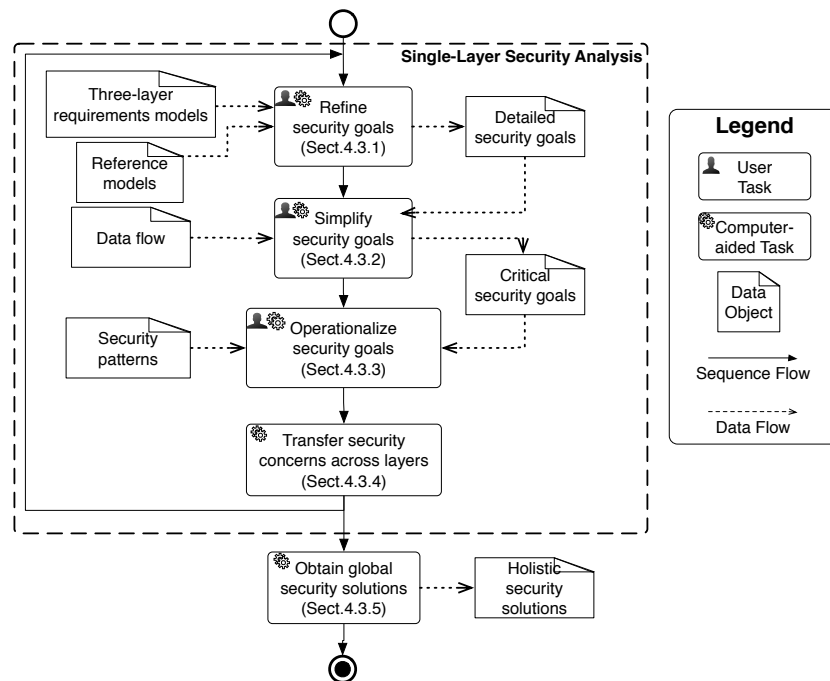 Single-Layer Security Analysis
Three-layer
requirements models
Refine
security goals
(Sect.4.3.1)
Detailed
security goals
Reference
models
Data flow
Simplify
security goals
(Sect.4.3.2)
Critical
security goals
Security
patterns
Operationalize
security goals
(Sect.4.3.3)
Transfer security
concerns across layers
(Sect.4.3.4)
Obtain global
security solutions
(Sect.4.3.5)
Holistic
security
solutions
Legend
User
Task
Computer-
aided Task
Data
Object
Sequence Flow
Data Flow